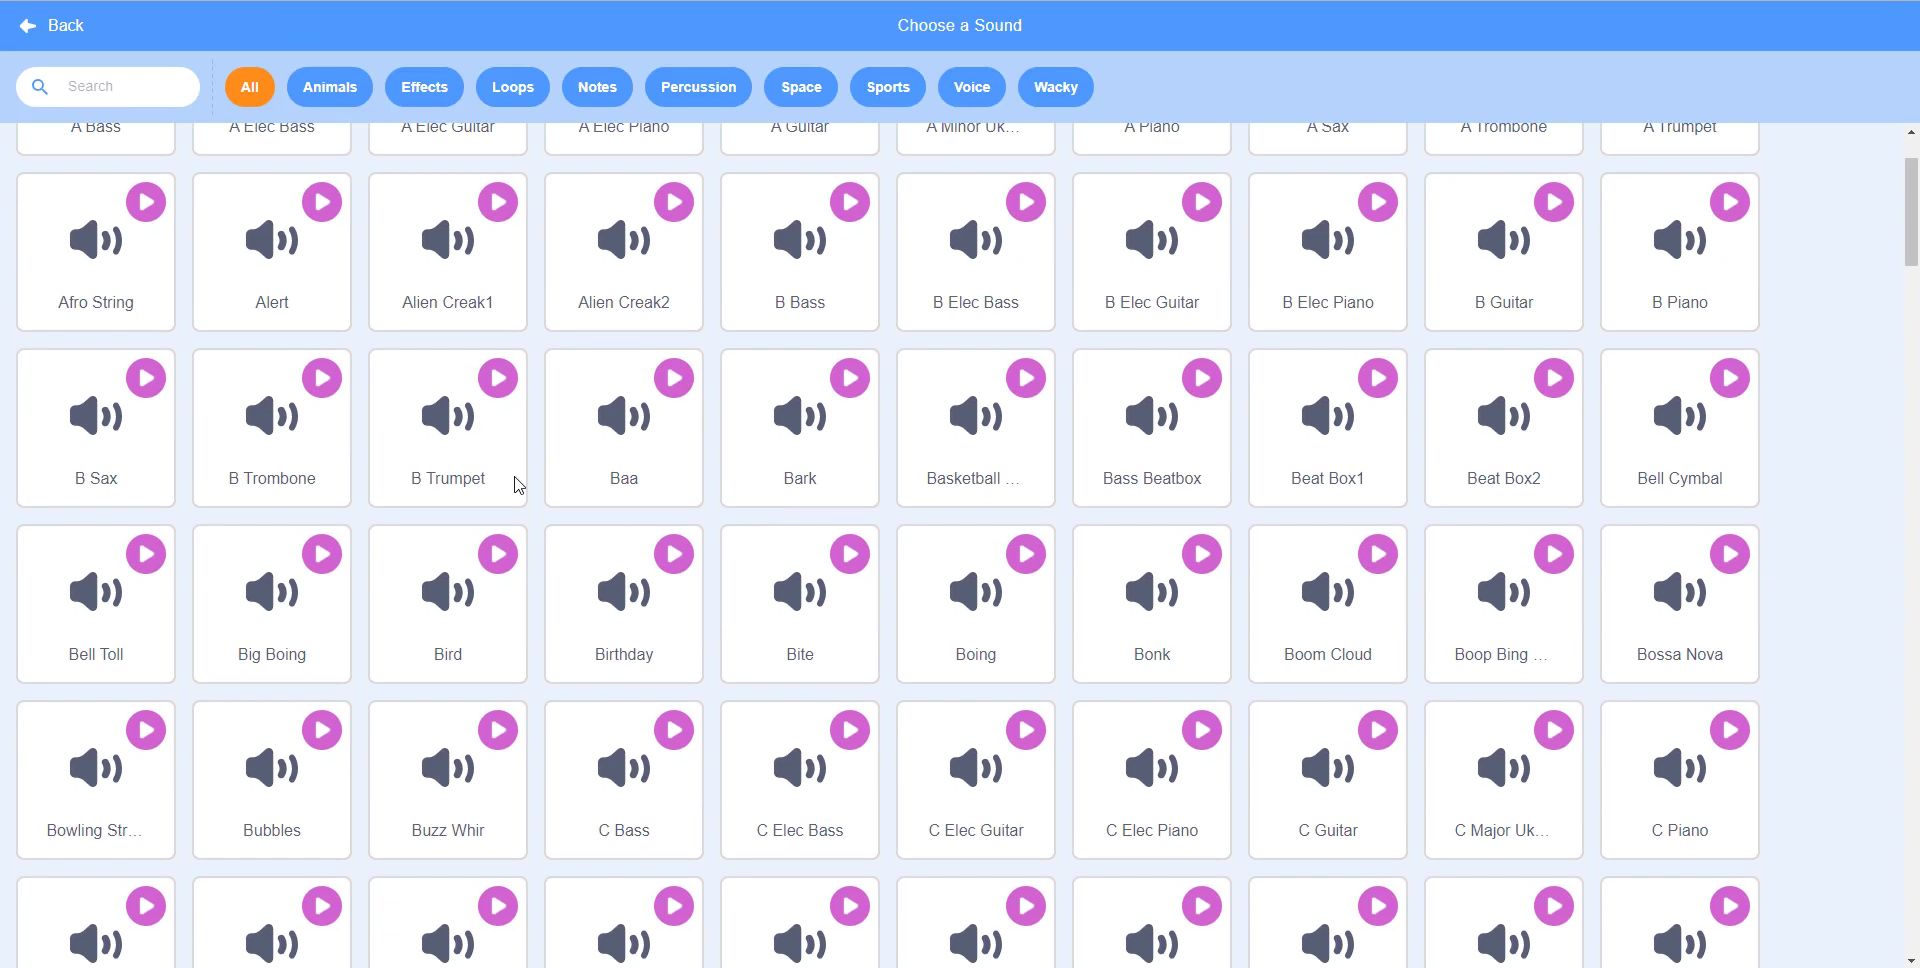 Back
Choose a Sound
Search
All Animals Effects Loops Notes Percussion Space Sports Voice Wacky
A Bass A Elec Bass A Elec Guitar A Elec Piano A Guitar A Minor Uk... A Piano A Sax A Trombone A Trumpet
Afro String Alert Alien Creak1 Alien Creak2 B Bass B Elec Bass B Elec Guitar B Elec Piano B Guitar B Piano
B Sax B Trombone B Trumpet Baa Bark Basketball ... Bass Beatbox Beat Box1 Beat Box2 Bell Cymbal
Bell Toll Big Boing Bird Birthday Bite Boing Bonk Boom Cloud Boop Bing ... Bossa Nova
Bowling Str... Bubbles Buzz Whir C Bass C Elec Bass C Elec Guitar C Elec Piano C Guitar C Major Uk... C Piano